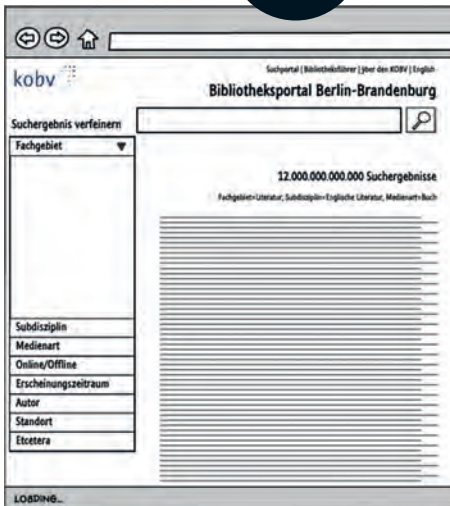 kobv
Suchportal | Bibliotheksführer | über den KOBV | English
Bibliotheksportal Berlin-Brandenburg
Suchergebnis verfeinern
Fachgebiet
12.000.000.000.000 Suchergebnisse
Fachgebiet=Literatur, Subdisziplin=Englische Literatur, Medienart=Buch
Subdisziplin
Medienart
Online/Offline
Erscheinungszeitraum
Autor
Standort
Etcetera
LOADING...